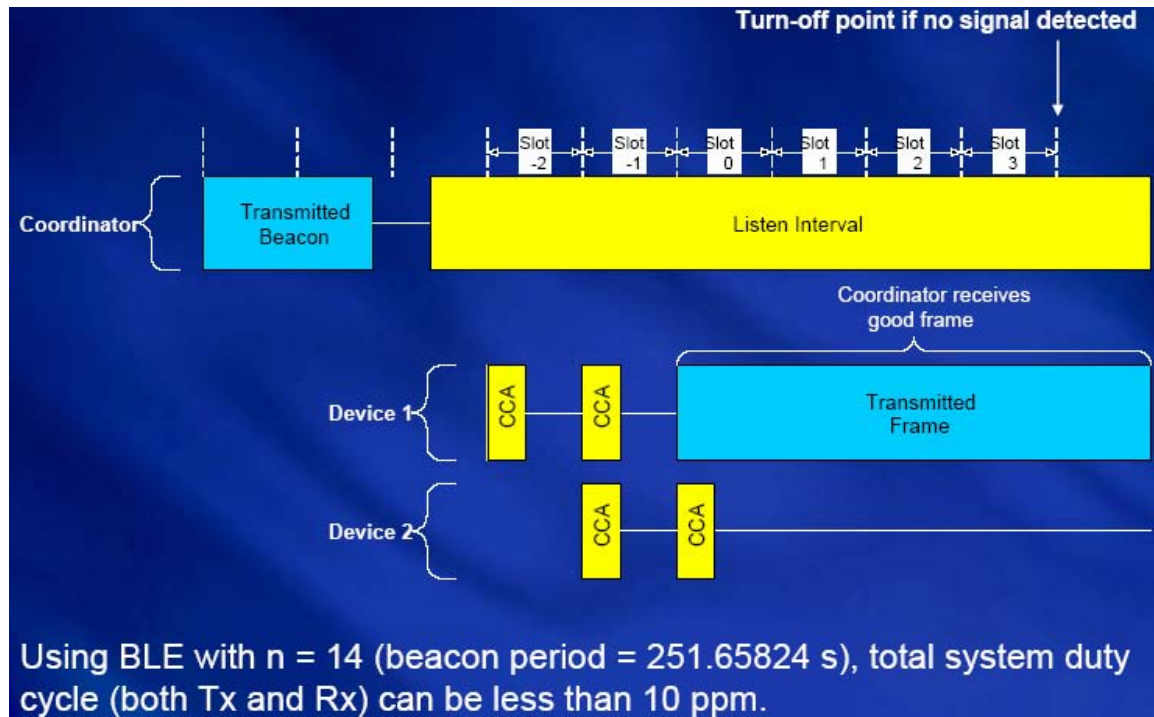 Turn-off point if no signal detected
Slot
-2
Slot
-1
Slot
0
Slot
1
Slot
2
Slot
3
Coordinator
Transmitted
Beacon
Listen Interval
Coordinator receives
good frame
Device 1
CCA
CCA
Transmitted
Frame
Device 2
CCA
CCA
Using BLE with n = 14 (beacon period = 251.65824 s), total system duty
cycle (both Tx and Rx) can be less than 10 ppm.